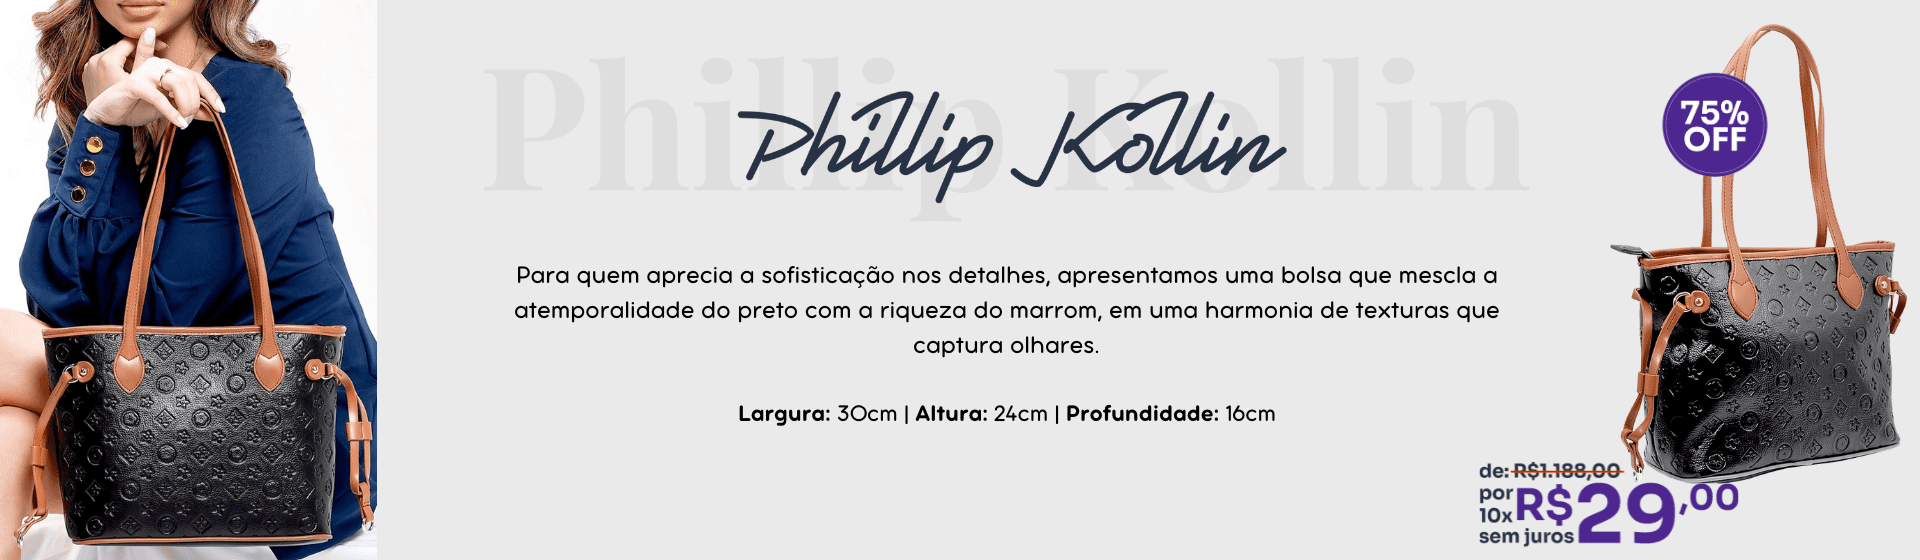 Phillip Kollin
Phillip Kollin
75%
OFF
Para quem aprecia a sofisticação nos detalhes, apresentamos uma bolsa que mescla a
atemporalidade do preto com a riqueza do marrom, em uma harmonia de texturas que
captura olhares.
Largura: 30cm | Altura: 24cm | Profundidade: 16cm
de: R$1.188,00
por
10x
sem juros
R$29,00